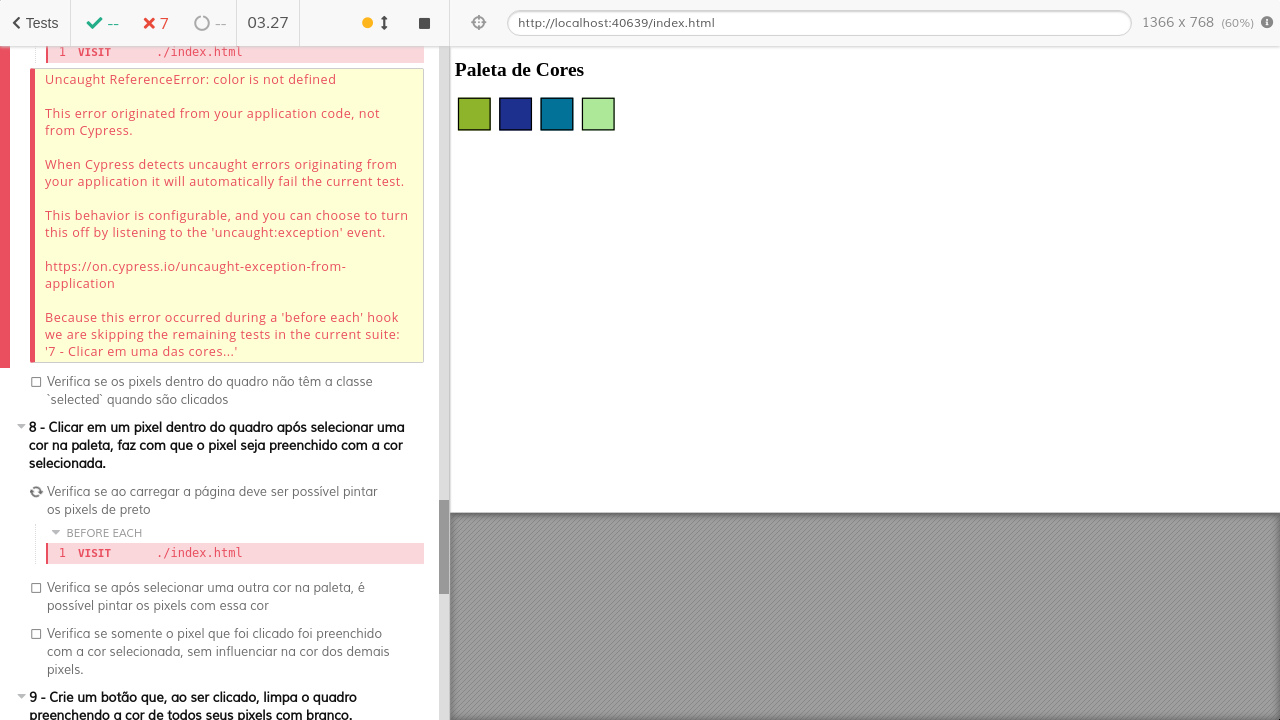 Tests
--
7
--
03.27
http://localhost:40639/index.html
1366 x 768 (60%)
1 VISIT ./index.html
Uncaught ReferenceError: color is not defined
This error originated from your application code, not
from Cypress.
When Cypress detects uncaught errors originating from
your application it will automatically fail the current test.
This behavior is configurable, and you can choose to turn
this off by listening to the 'uncaught:exception' event.
https://on.cypress.io/uncaught-exception-from-
application
Because this error occurred during a 'before each' hook
we are skipping the remaining tests in the current suite:
'7 - Clicar em uma das cores...'
Verifica se os pixels dentro do quadro não têm a classe
`selected` quando são clicados
8 - Clicar em um pixel dentro do quadro após selecionar uma
cor na paleta, faz com que o pixel seja preenchido com a cor
selecionada.
Verifica se ao carregar a página deve ser possível pintar
os pixels de preto
BEFORE EACH
1 VISIT ./index.html
Verifica se após selecionar uma outra cor na paleta, é
possível pintar os pixels com essa cor
Verifica se somente o pixel que foi clicado foi preenchido
com a cor selecionada, sem influenciar na cor dos demais
pixels.
9 - Crie um botão que, ao ser clicado, limpa o quadro
preenchendo a cor de todos seus pixels com branco.
Paleta de Cores